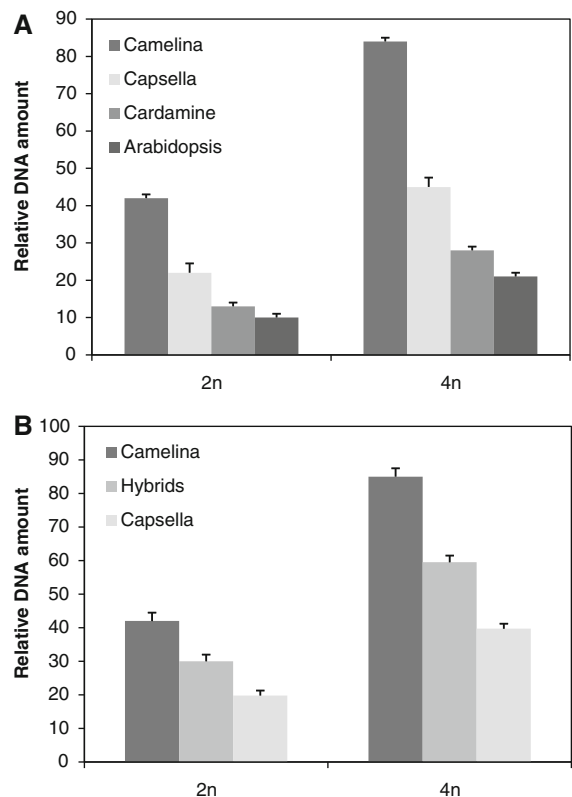 A
Relative DNA amount
90
80
70
60
50
40
30
20
10
0
Camelina
Capsella
Cardamine
Arabidopsis
2n
4n
B
Relative DNA amount
100
90
80
70
60
50
40
30
20
10
0
Camelina
Hybrids
Capsella
2n
4n